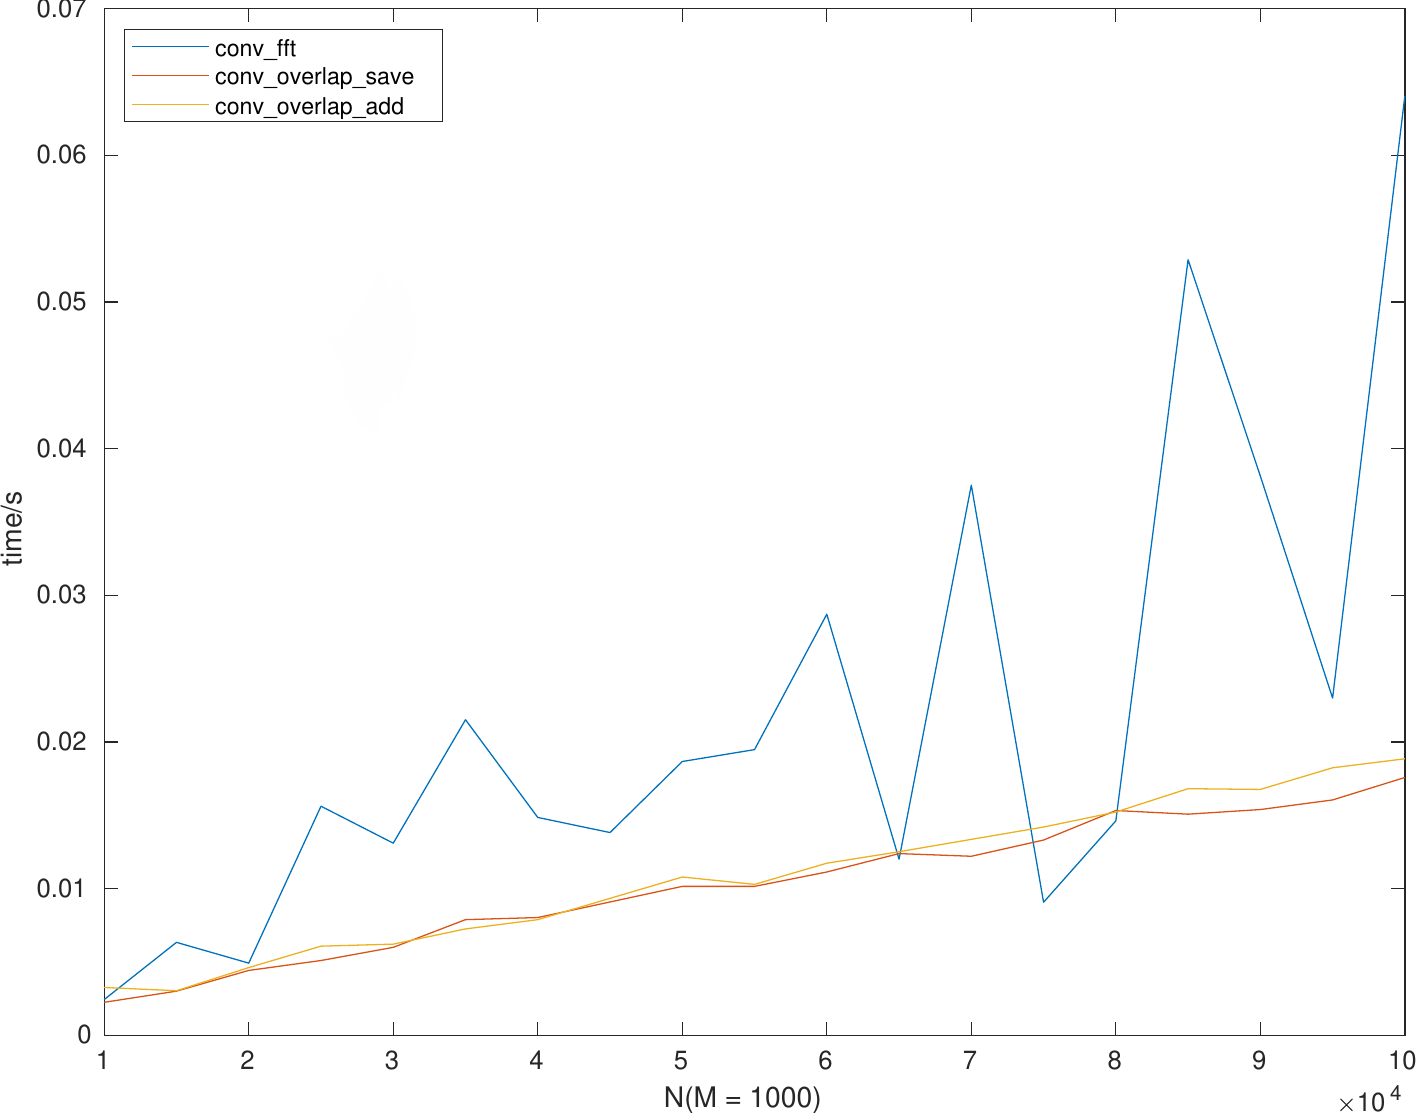 0.07
0.06
0.05
0.04
0.03
0.02
0.01
0
time/s
conv_fft
conv_overlap_save
conv_overlap_add
1 2 3 4 5 6 7 8 9 10
N(M = 1000)
×10⁴